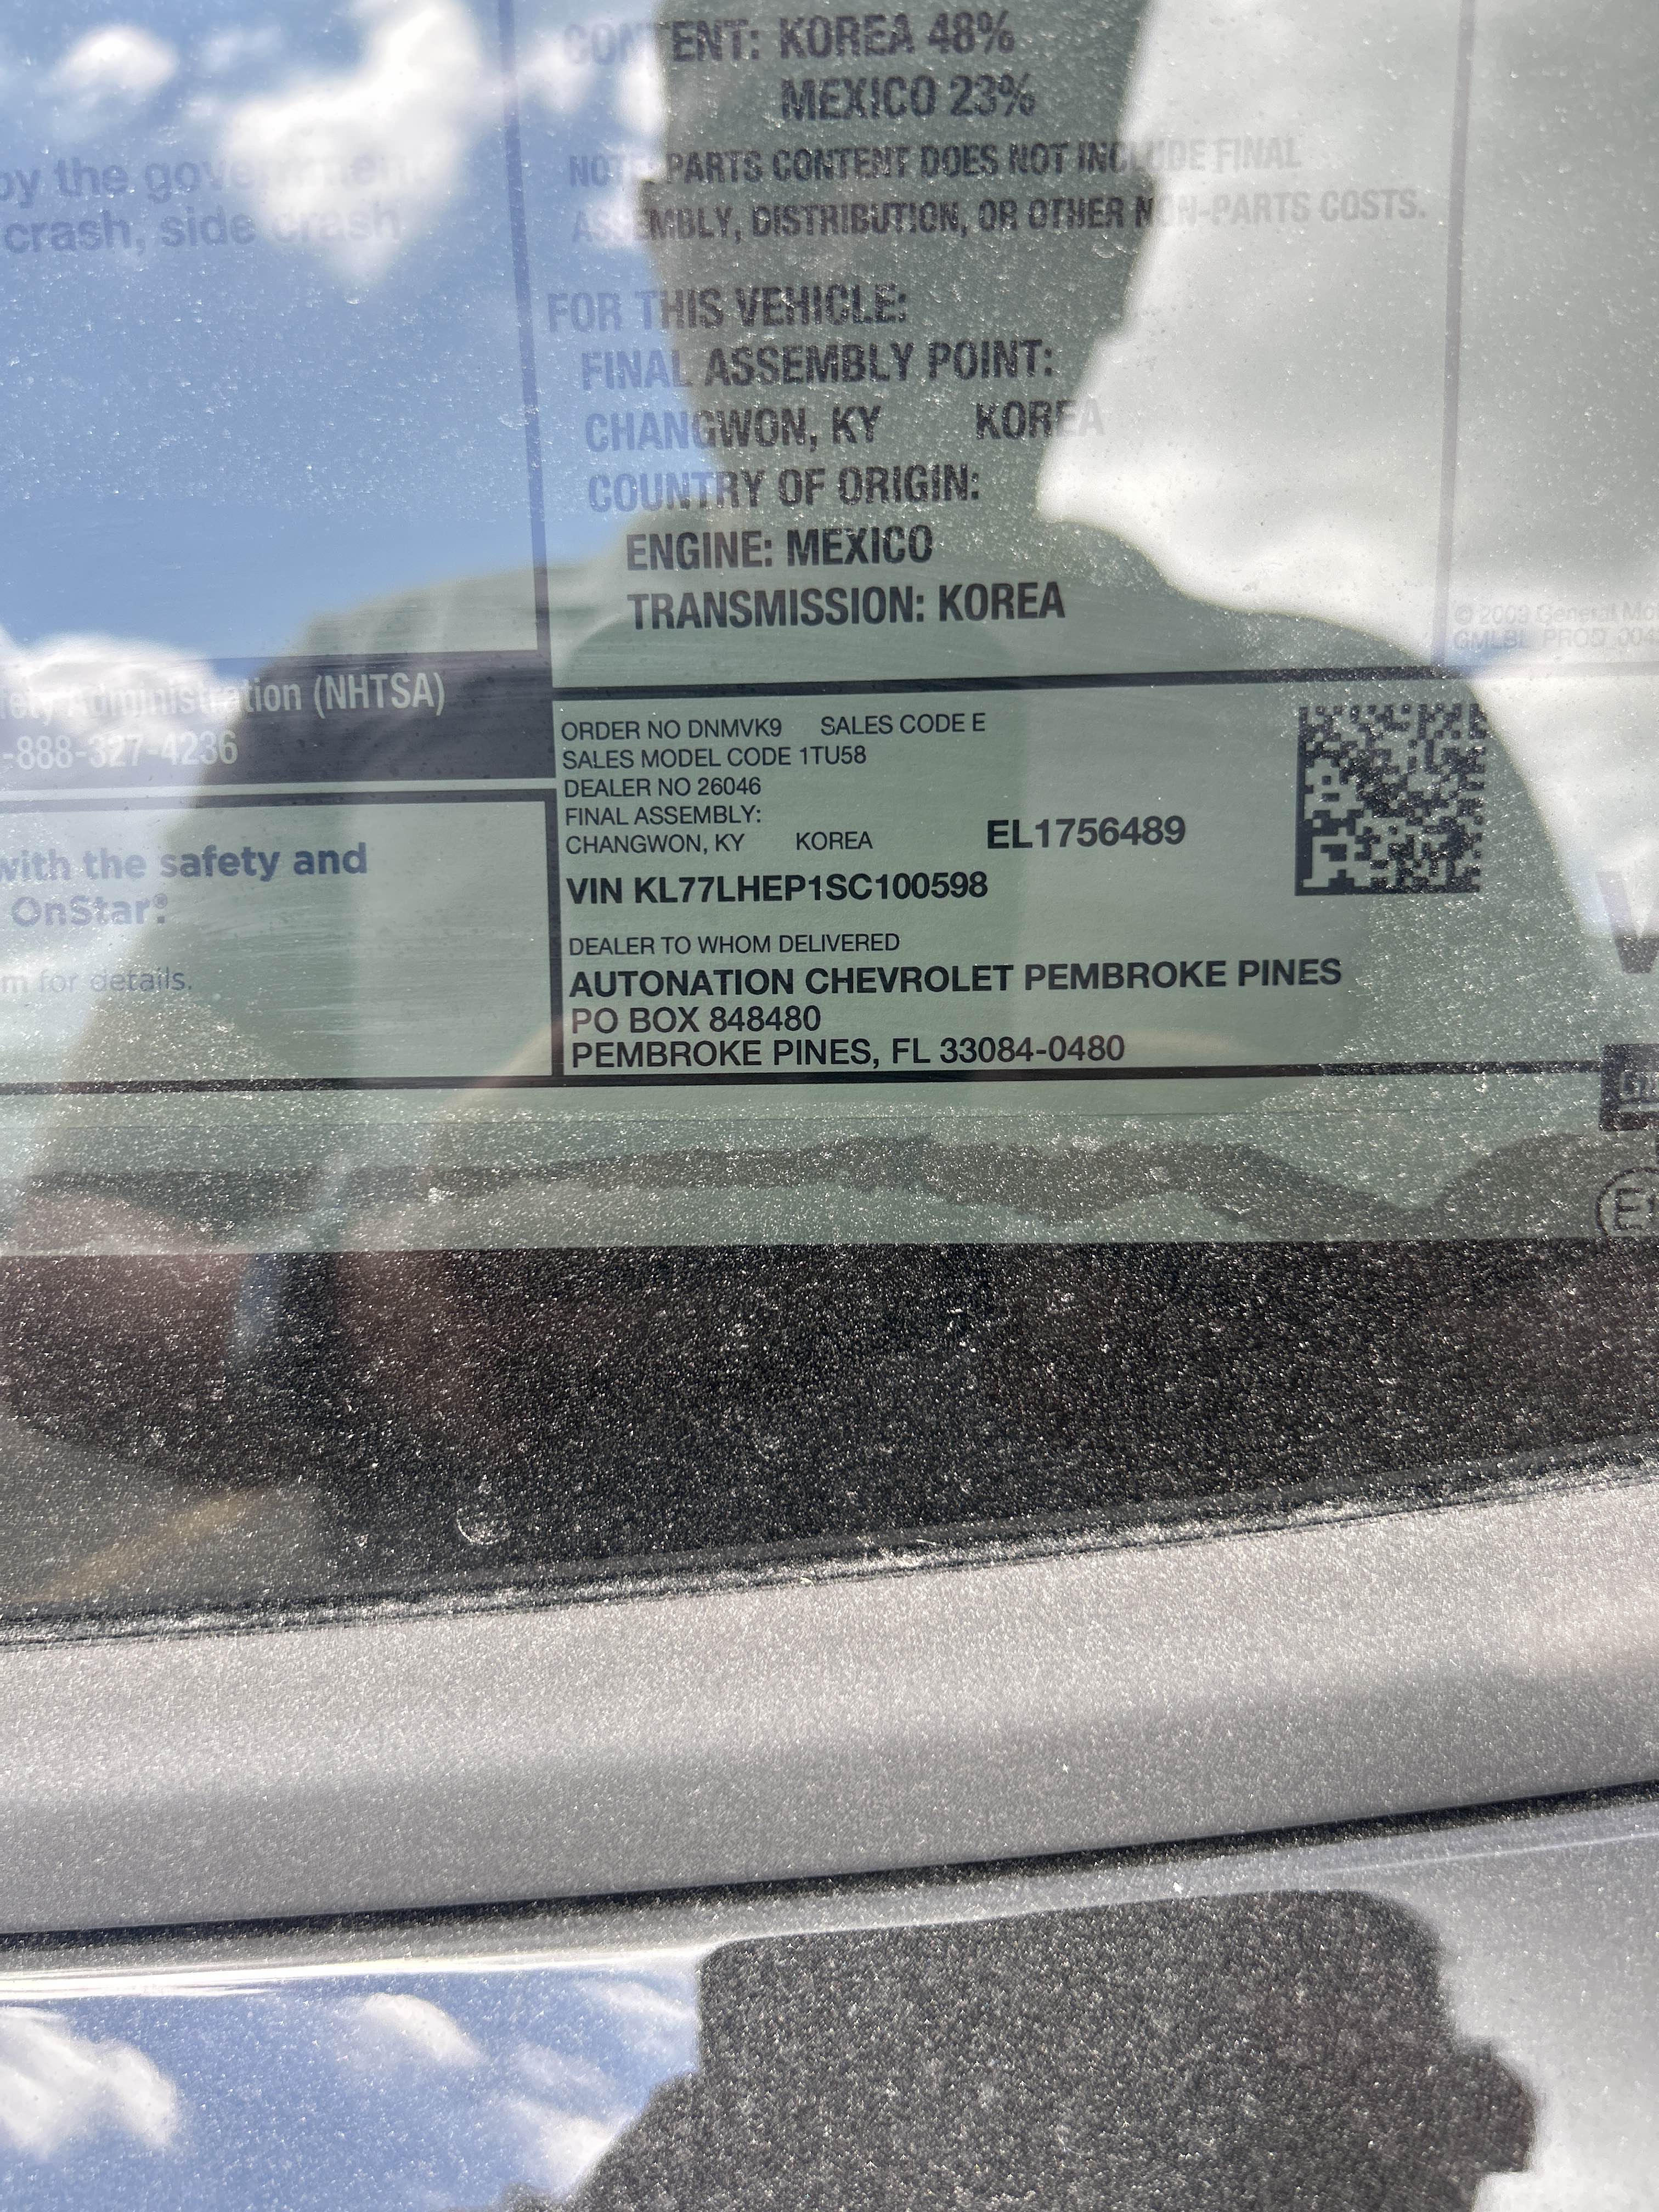 CONTENT: KOREA 48%
MEXICO 23%
NOTE: PARTS CONTENT DOES NOT INCLUDE FINAL
ASSEMBLY, DISTRIBUTION, OR OTHER NON-PARTS COSTS.
by the government
crash, side crash
FOR THIS VEHICLE:
FINAL ASSEMBLY POINT:
CHANGWON, KY KOREA
COUNTRY OF ORIGIN:
ENGINE: MEXICO
TRANSMISSION: KOREA
© 2009 General
GMLBL_PROD_004
Administration (NHTSA)
-888-327-4236
with the safety and
OnStar®
for details.
ORDER NO DNMVK9 SALES CODE E
SALES MODEL CODE 1TU58
DEALER NO 26046
FINAL ASSEMBLY:
CHANGWON, KY KOREA EL1756489
VIN KL77LHEP1SC100598
DEALER TO WHOM DELIVERED
AUTONATION CHEVROLET PEMBROKE PINES
PO BOX 848480
PEMBROKE PINES, FL 33084-0480